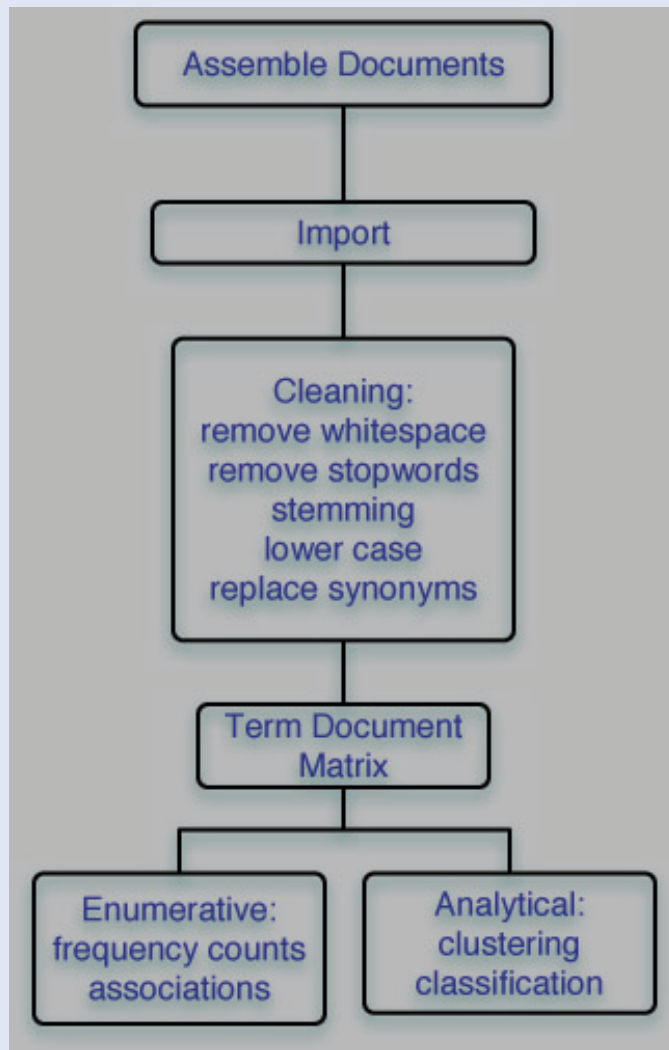 Assemble Documents
Import
Cleaning:
remove whitespace
remove stopwords
stemming
lower case
replace synonyms
Term Document
Matrix
Enumerative:
frequency counts
associations
Analytical:
clustering
classification